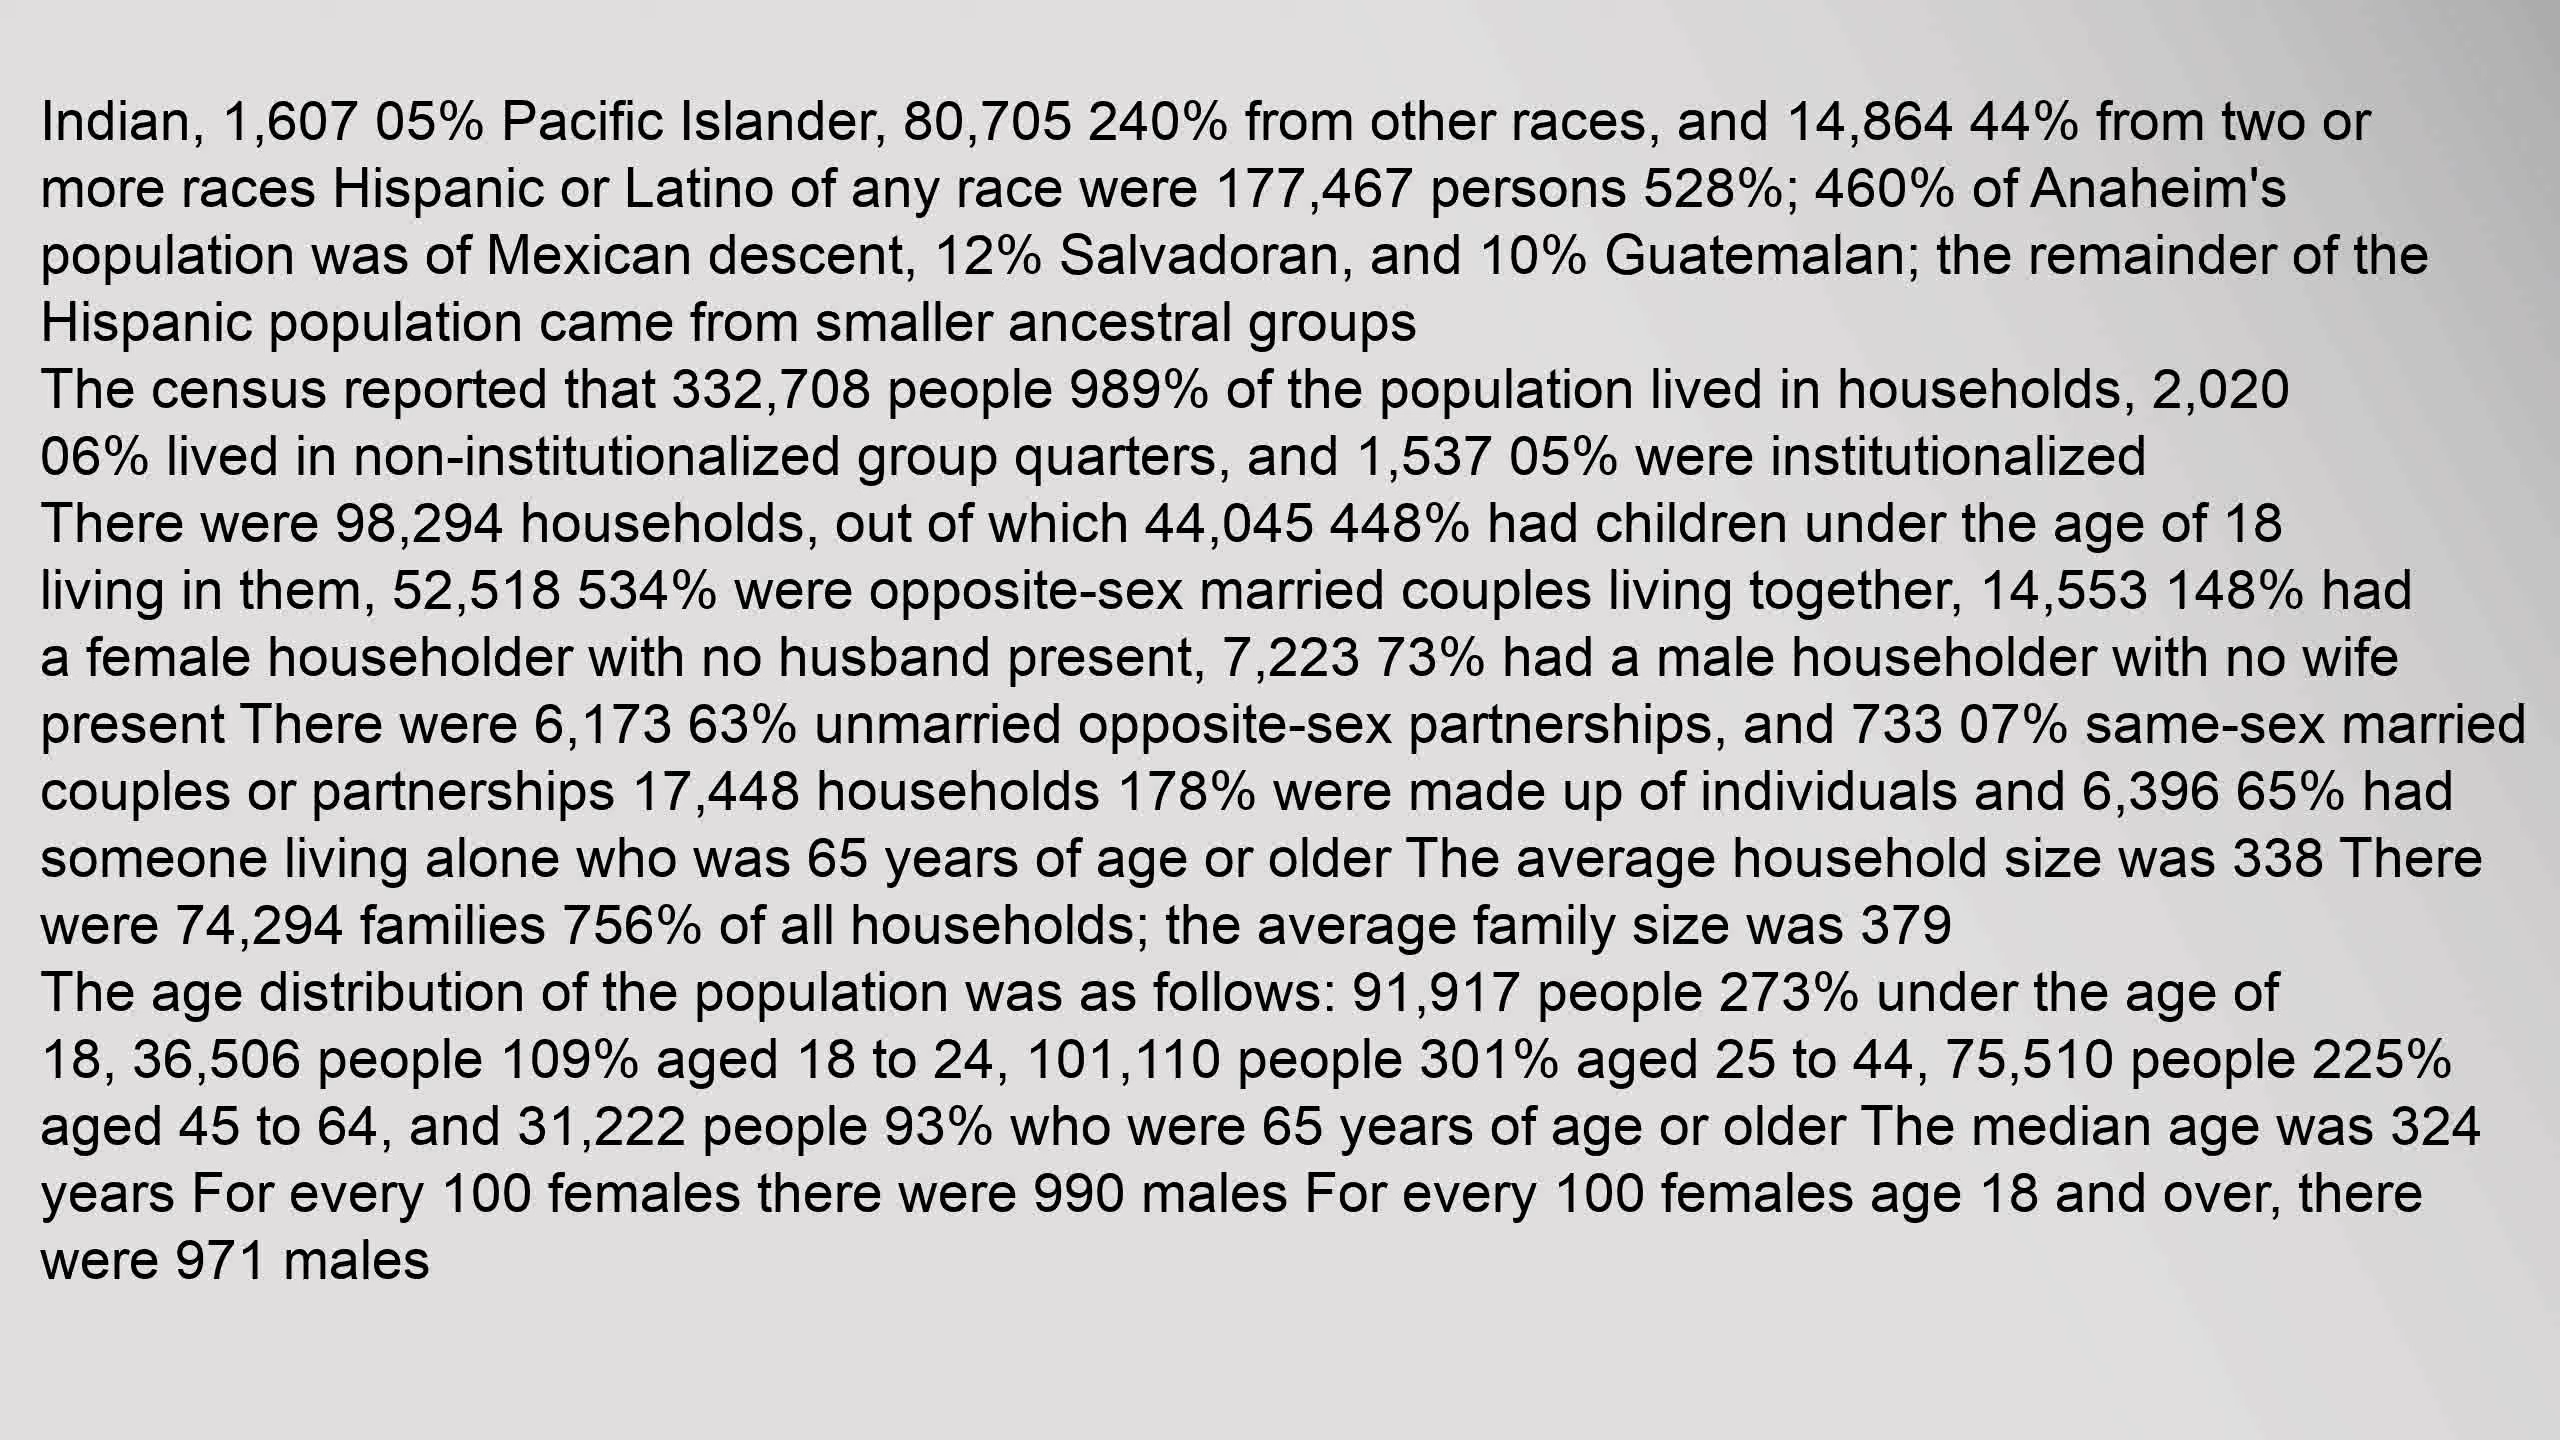 Indian, 1,607 05% Pacific Islander, 80,705 240% from other races, and 14,864 44% from two or
more races Hispanic or Latino of any race were 177,467 persons 528%; 460% of Anaheim's
population was of Mexican descent, 12% Salvadoran, and 10% Guatemalan; the remainder of the
Hispanic population came from smaller ancestral groups
The census reported that 332,708 people 989% of the population lived in households, 2,020
06% lived in non-institutionalized group quarters, and 1,537 05% were institutionalized
There were 98,294 households, out of which 44,045 448% had children under the age of 18
living in them, 52,518 534% were opposite-sex married couples living together, 14,553 148% had
a female householder with no husband present, 7,223 73% had a male householder with no wife
present There were 6,173 63% unmarried opposite-sex partnerships, and 733 07% same-sex married
couples or partnerships 17,448 households 178% were made up of individuals and 6,396 65% had
someone living alone who was 65 years of age or older The average household size was 338 There
were 74,294 families 756% of all households; the average family size was 379
The age distribution of the population was as follows: 91,917 people 273% under the age of
18, 36,506 people 109% aged 18 to 24, 101,110 people 301% aged 25 to 44, 75,510 people 225%
aged 45 to 64, and 31,222 people 93% who were 65 years of age or older The median age was 324
years For every 100 females there were 990 males For every 100 females age 18 and over, there
were 971 males